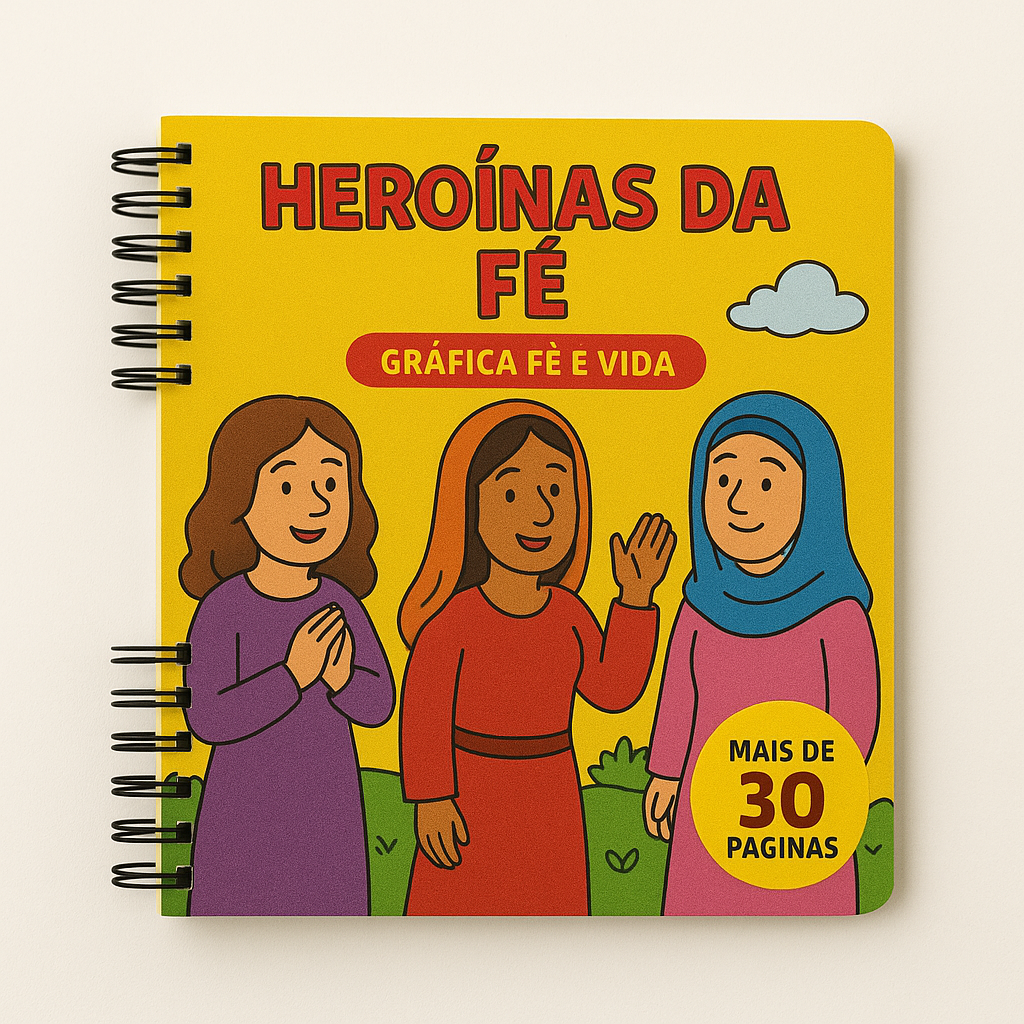 HEROÍNAS DA
FÉ
GRÁFICA FÈ E VIDA
MAIS DE
30
PAGINAS